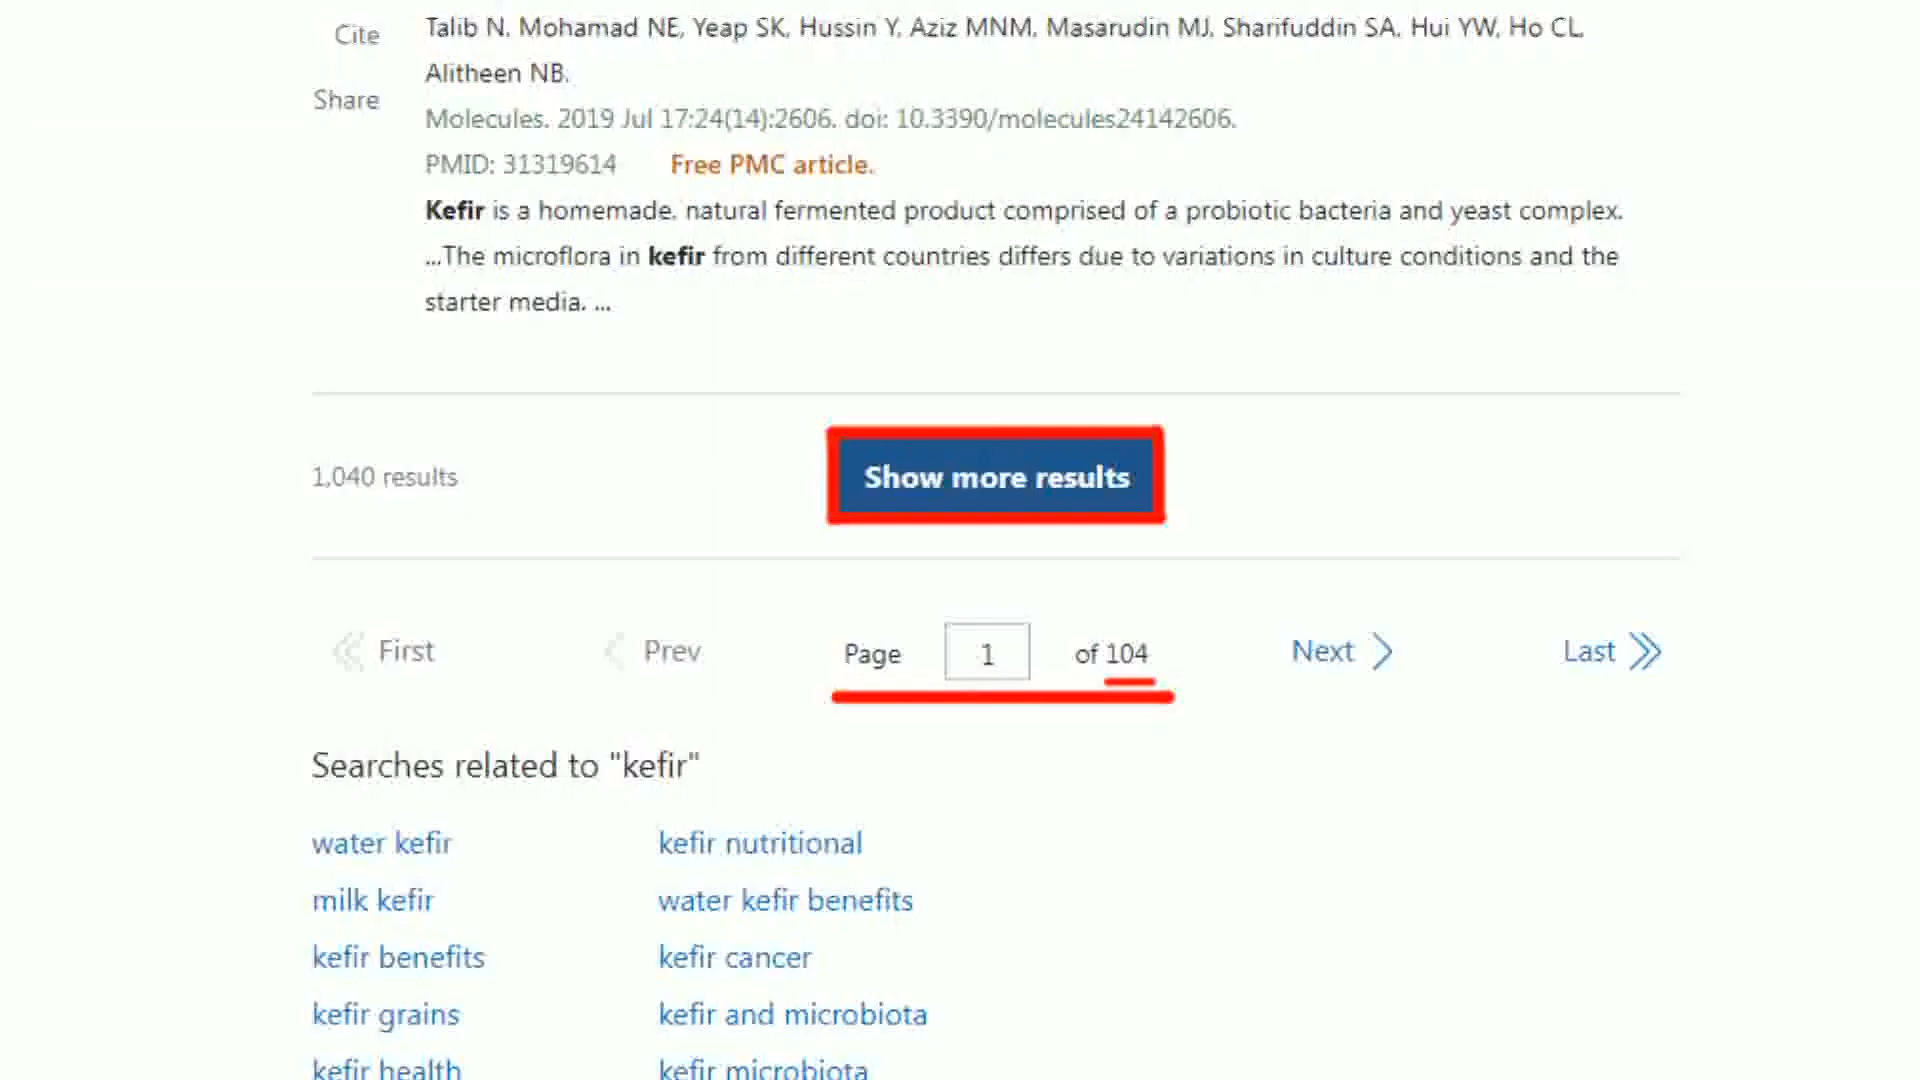 Cite
Share
Talib N, Mohamad NE, Yeap SK, Hussin Y, Aziz MNM, Masarudin MJ, Sharifuddin SA, Hui YW, Ho CL,
Alitheen NB.
Molecules. 2019 Jul 17;24(14):2606. doi: 10.3390/molecules24142606.
PMID: 31319614 Free PMC article.
Kefir is a homemade, natural fermented product comprised of a probiotic bacteria and yeast complex.
...The microflora in kefir from different countries differs due to variations in culture conditions and the
starter media. ...
1,040 results
Show more results
First Prev Page 1 of 104 Next Last
Searches related to "kefir"
water kefir
milk kefir
kefir benefits
kefir grains
kefir health
kefir nutritional
water kefir benefits
kefir cancer
kefir and microbiota
kefir microbiota